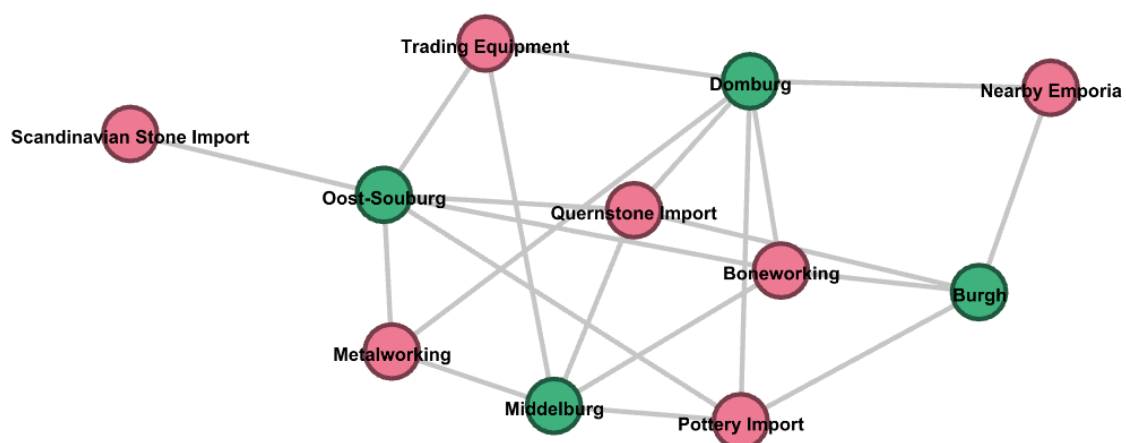 Trading Equipment
Domburg
Nearby Emporia
Scandinavian Stone Import
Oost-Souburg
Quernstone Import
Boneworking
Burgh
Metalworking
Middelburg
Pottery Import